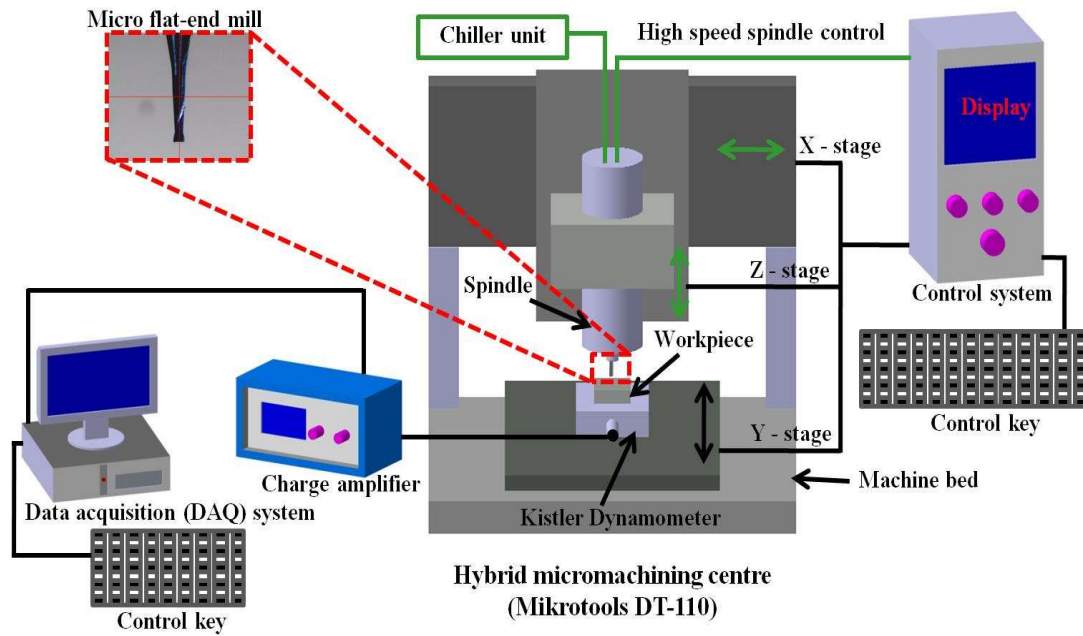 Micro flat-end mill
Chiller unit
High speed spindle control
Display
X - stage
Z - stage
Spindle
Control system
Workpiece
Y - stage
Control key
Charge amplifier
Machine bed
Data acquisition (DAQ) system
Kistler Dynamometer
Control key
Hybrid micromachining centre
(Mikrotools DT-110)